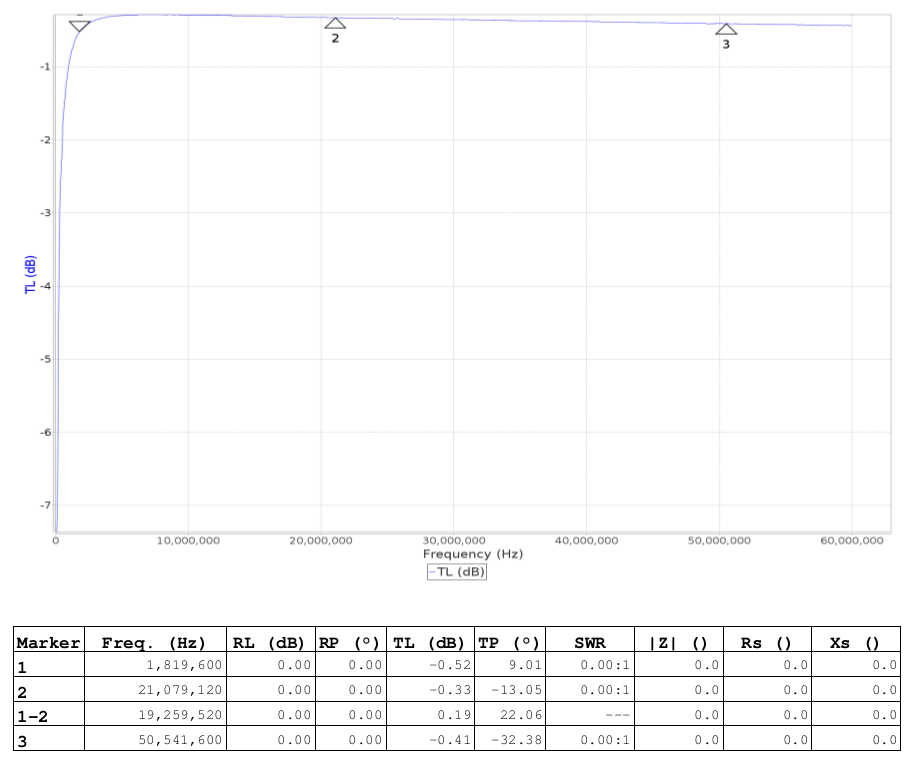 2
3
-1
-2
-3
-4
-5
-6
-7
TL (dB)
0 10,000,000 20,000,000 30,000,000 40,000,000 50,000,000 60,000,000
Frequency (Hz)
TL (dB)
Marker Freq. (Hz) RL (dB) RP (°) TL (dB) TP (°) SWR |Z| () Rs () Xs ()
1 1,819,600 0.00 0.00 -0.52 9.01 0.00:1 0.0 0.0 0.0
2 21,079,120 0.00 0.00 -0.33 -13.05 0.00:1 0.0 0.0 0.0
1-2 19,259,520 0.00 0.00 0.19 22.06 --- 0.0 0.0 0.0
3 50,541,600 0.00 0.00 -0.41 -32.38 0.00:1 0.0 0.0 0.0